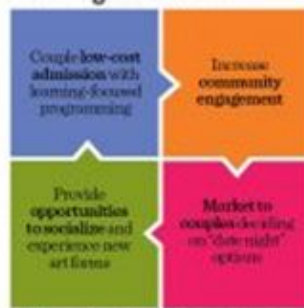 Couple low-cost
admission with
learning-focused
programming
Increase
community
engagement
Provide
opportunities
to socialize and
experience new
art forms
Market to
couples deciding
on "date night"
options